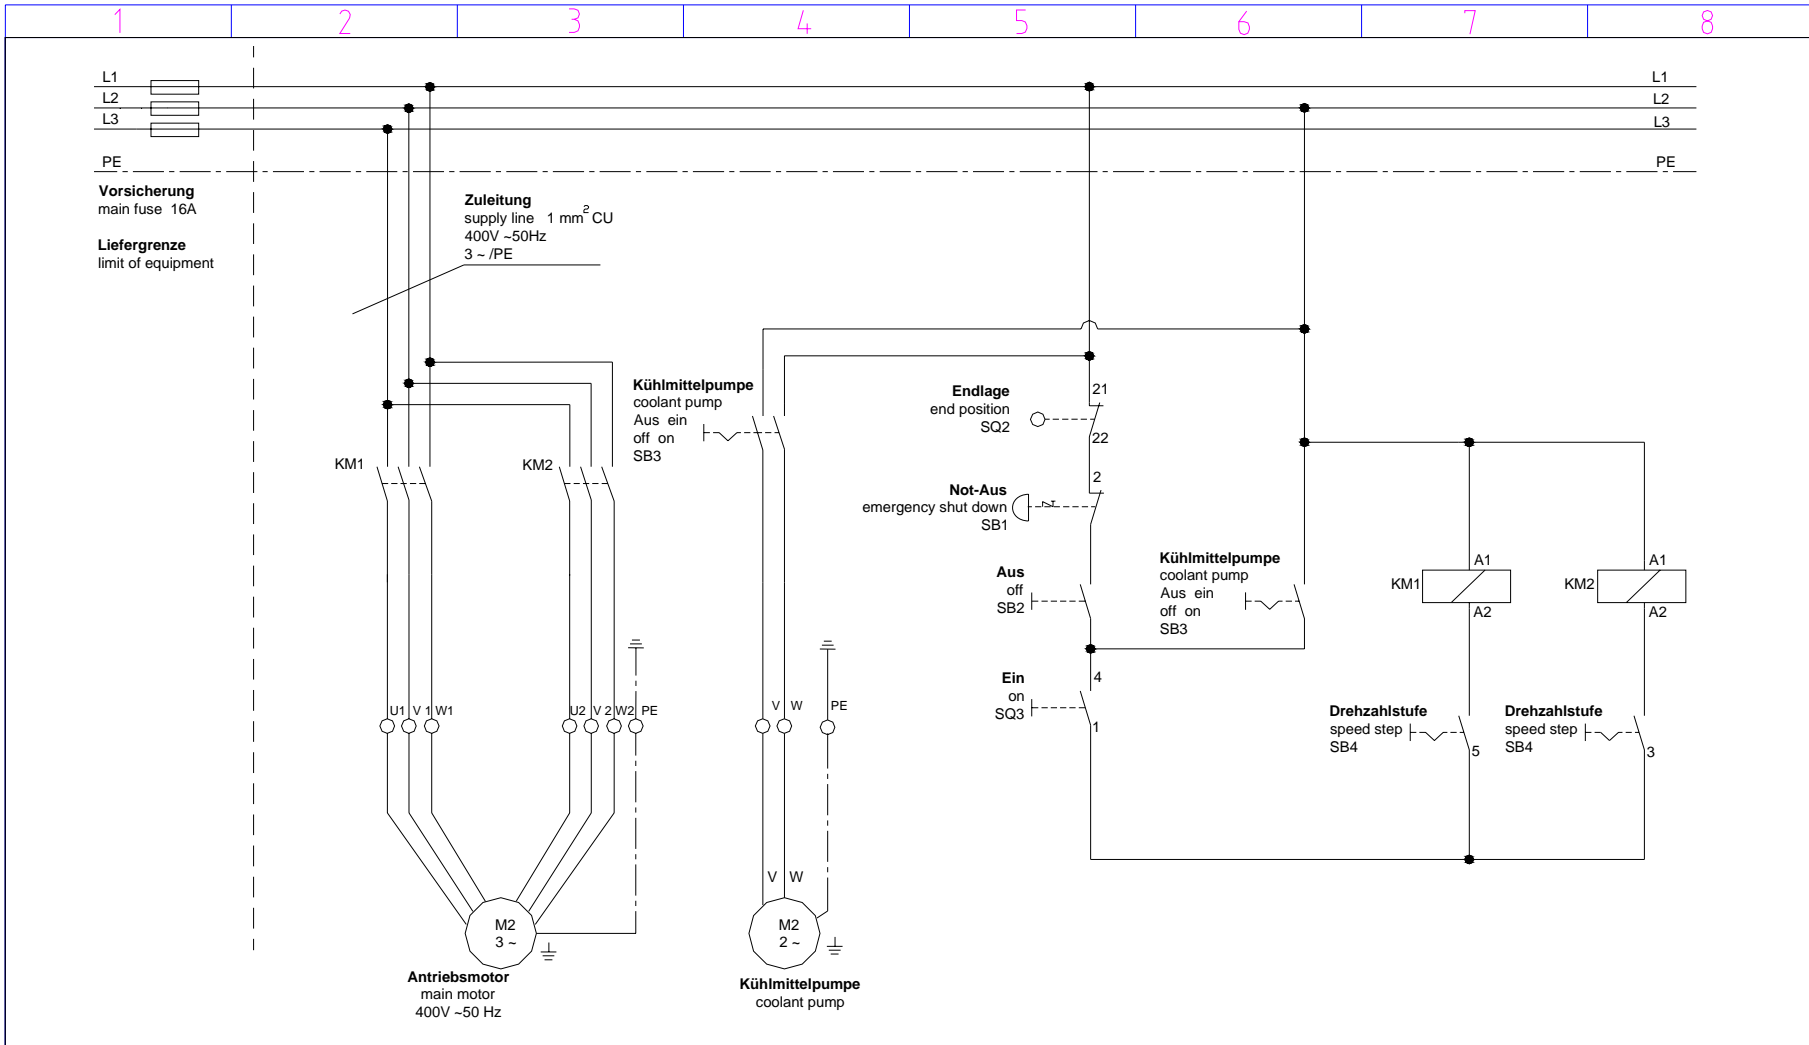 1 2 3 4 5 6 7 8
L1 L1
L2 L2
L3 L3
PE PE
Vorsicherung
main fuse 16A
Liefergrenze
limit of equipment
Zuleitung
supply line 1 mm² CU
400V ~50Hz
3 ~ /PE
KM1
KM2
Kühlmittelpumpe
coolant pump
Aus ein
off on
SB3
Endlage
end position
SQ2
21
22
Not-Aus
emergency shut down
SB1
2
Aus
off
SB2
Kühlmittelpumpe
coolant pump
Aus ein
off on
SB3
Ein
on
SQ3
4
1
KM1
A1
A2
KM2
A1
A2
Drehzahlstufe
speed step
SB4
5
Drehzahlstufe
speed step
SB4
3
U1 V 1 W1 U2 V 2 W2 PE
V W PE
V W
M2
3 ~
Antriebsmotor
main motor
400V ~50 Hz
M2
2 ~
Kühlmittelpumpe
coolant pump